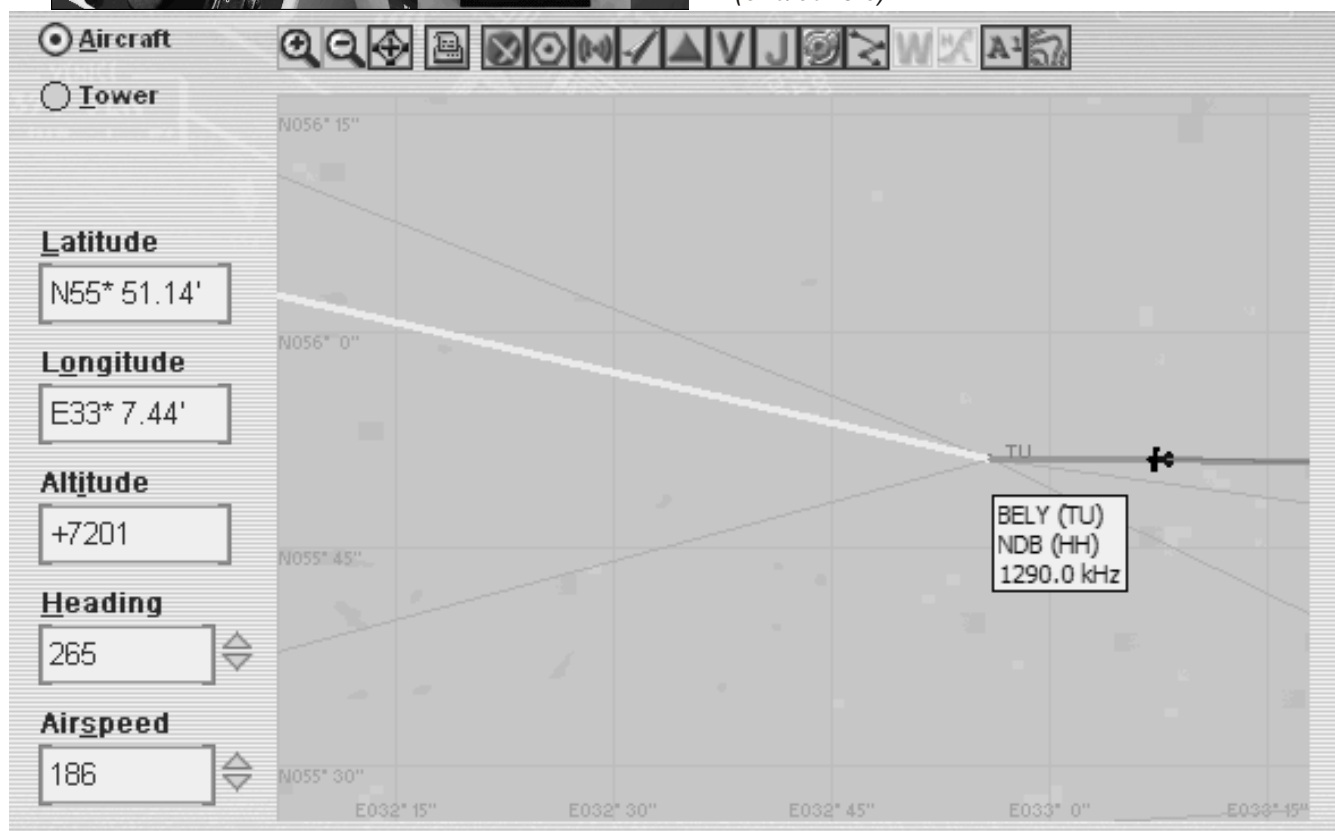 Aircraft
Tower
W
V
J
A
N056* 15"
Latitude
N55* 51.14'
N056* 0"
Longitude
E33* 7.44'
TU
Altitude
+7201
BELY (TU)
NDB (HH)
1290.0 kHz
N055* 45"
Heading
265
Airspeed
186
N055* 30"
E032* 15"
E032* 30"
E032* 45"
E033* 0"
E033* 15"